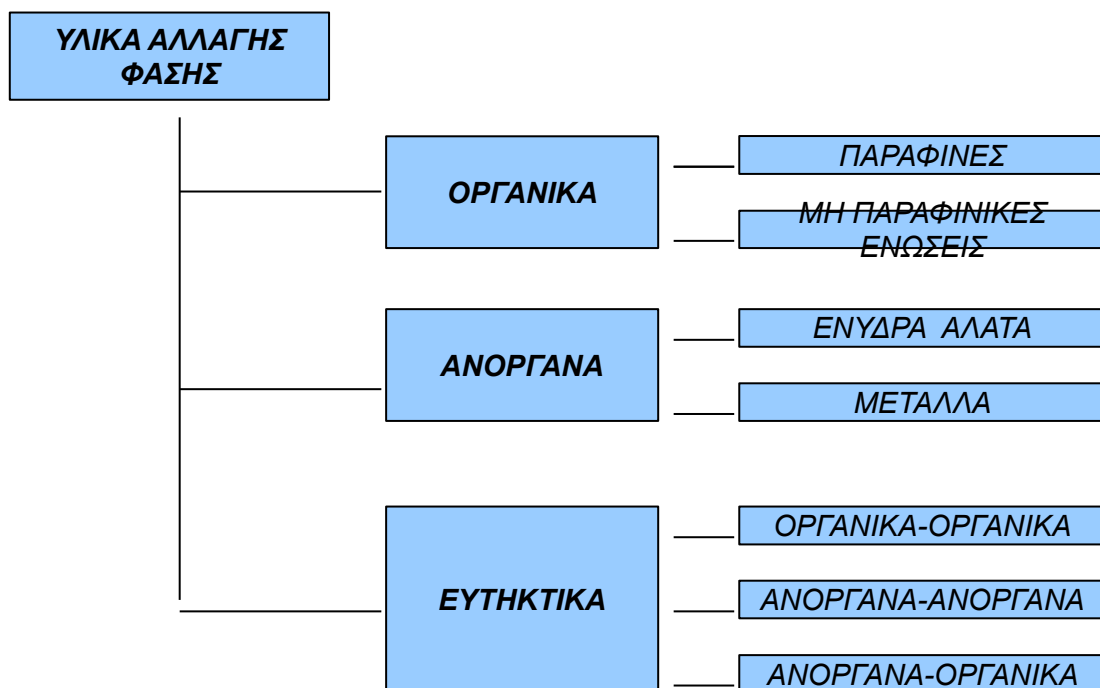 ΥΛΙΚΑ ΑΛΛΑΓΗΣ
ΦΑΣΗΣ
ΟΡΓΑΝΙΚΑ
ΠΑΡΑΦΙΝΕΣ
ΜΗ ΠΑΡΑΦΙΝΙΚΕΣ
ΕΝΩΣΕΙΣ
ΑΝΟΡΓΑΝΑ
ΕΝΥΔΡΑ ΑΛΑΤΑ
ΜΕΤΑΛΛΑ
ΕΥΤΗΚΤΙΚΑ
ΟΡΓΑΝΙΚΑ-ΟΡΓΑΝΙΚΑ
ΑΝΟΡΓΑΝΑ-ΑΝΟΡΓΑΝΑ
ΑΝΟΡΓΑΝΑ-ΟΡΓΑΝΙΚΑ